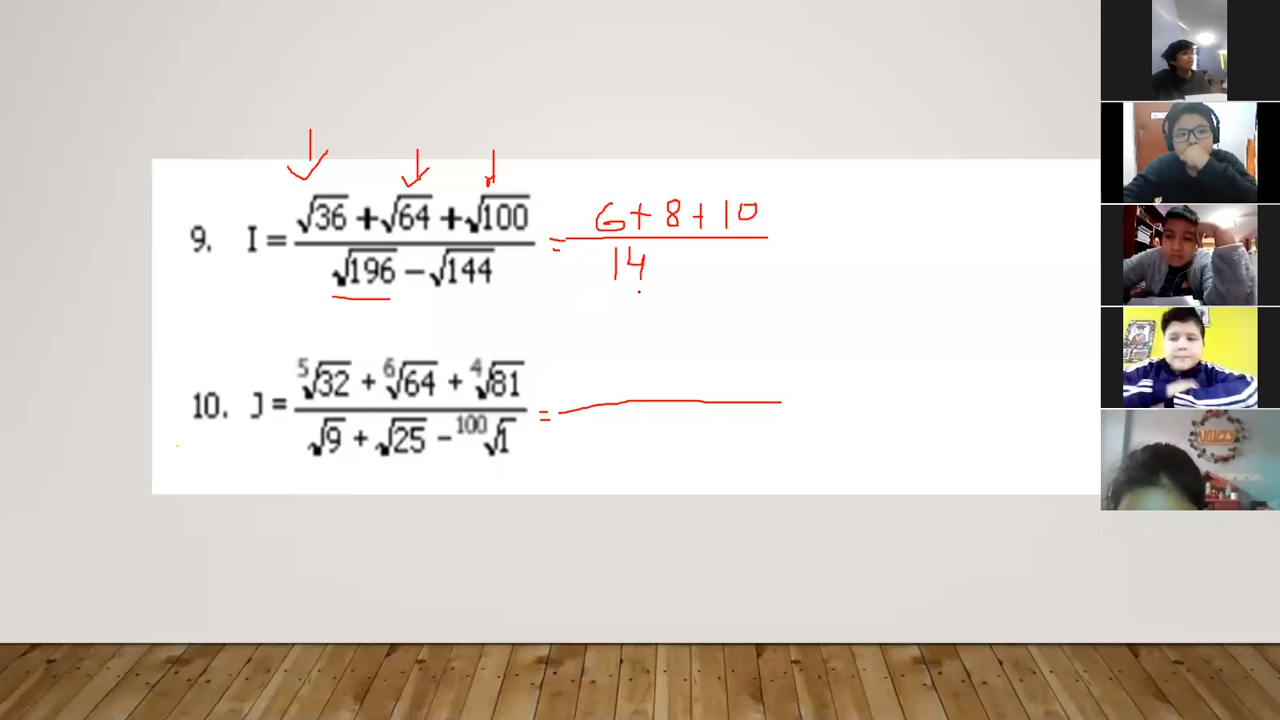 9. I = (√36 + √64 + √100) / (√196 − √144) = (6 + 8 + 10) / 14
10. J = (⁵√32 + ⁶√64 + ⁴√81) / (√9 + √25 − ¹⁰⁰√1) =